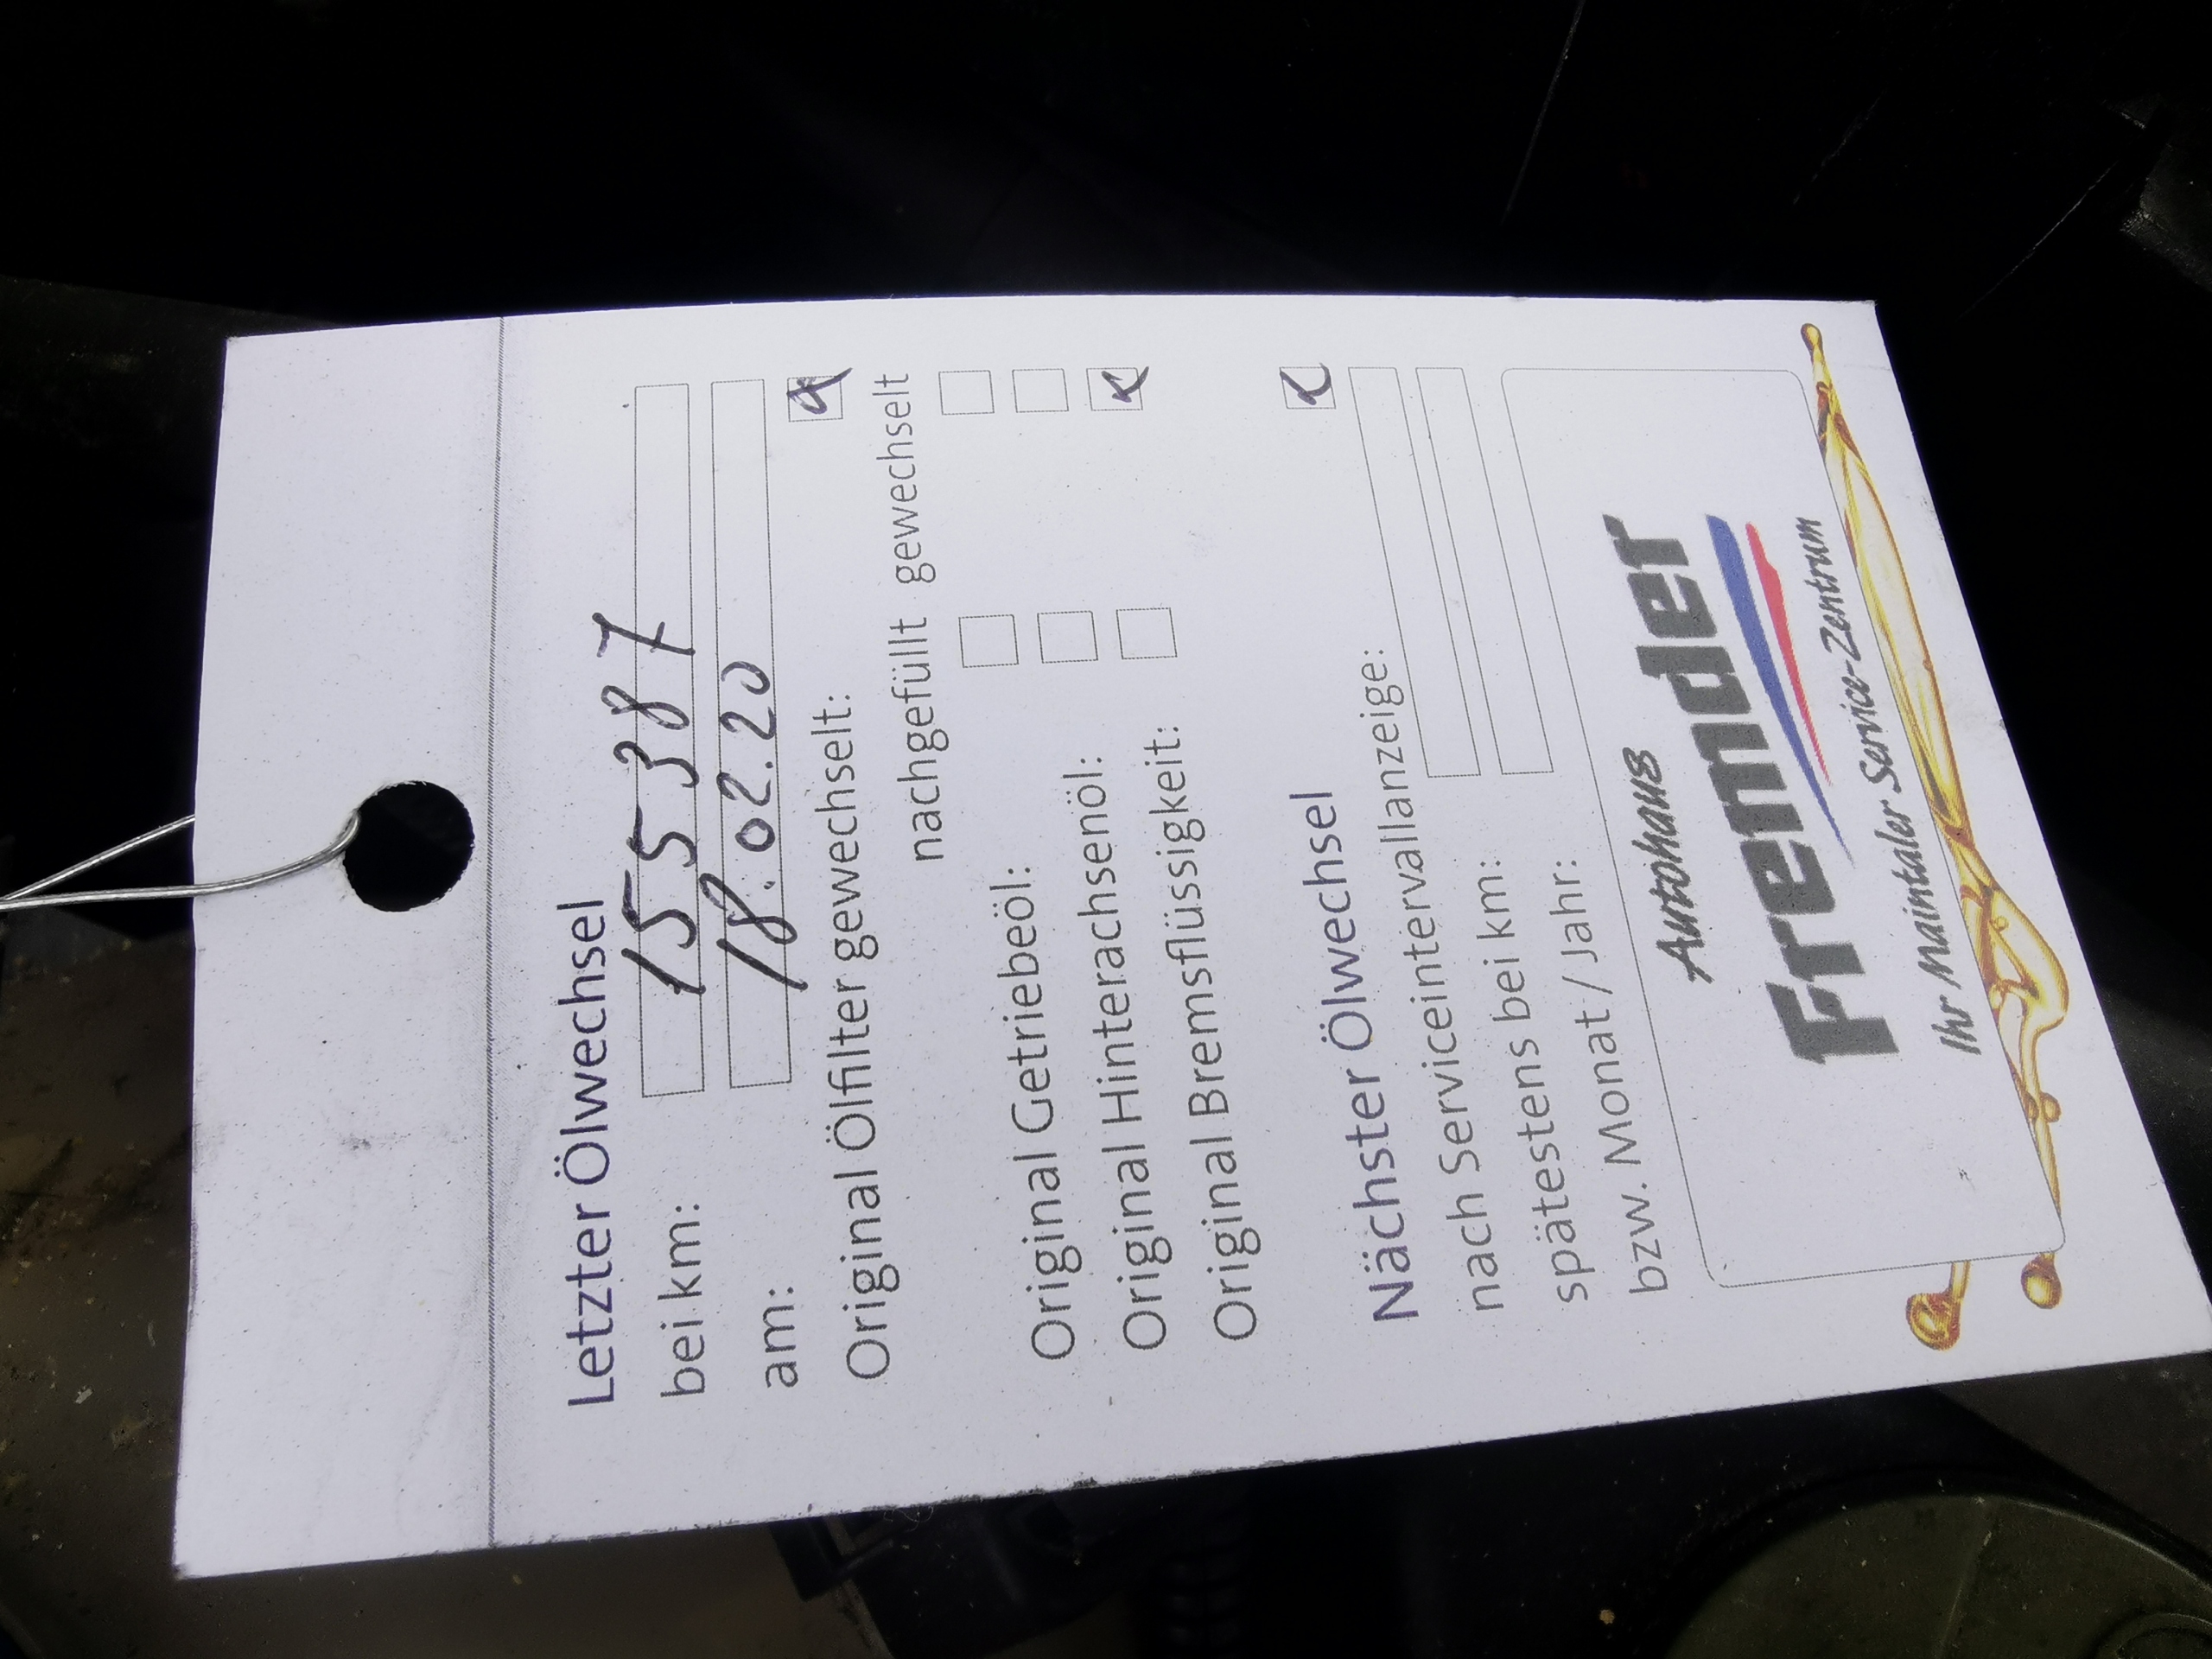 Letzter Ölwechsel
bei km: 155387
am: 18.02.20
Original Ölfilter gewechselt:
nachgefüllt gewechselt
Original Getriebeöl:
Original Hinterachsenöl:
Original Bremsflüssigkeit:
Nächster Ölwechsel
nach Serviceintervallanzeige:
spätestens bei km:
bzw. Monat / Jahr:
Autohaus
Fremder
Ihr Maintaler Service-Zentrum